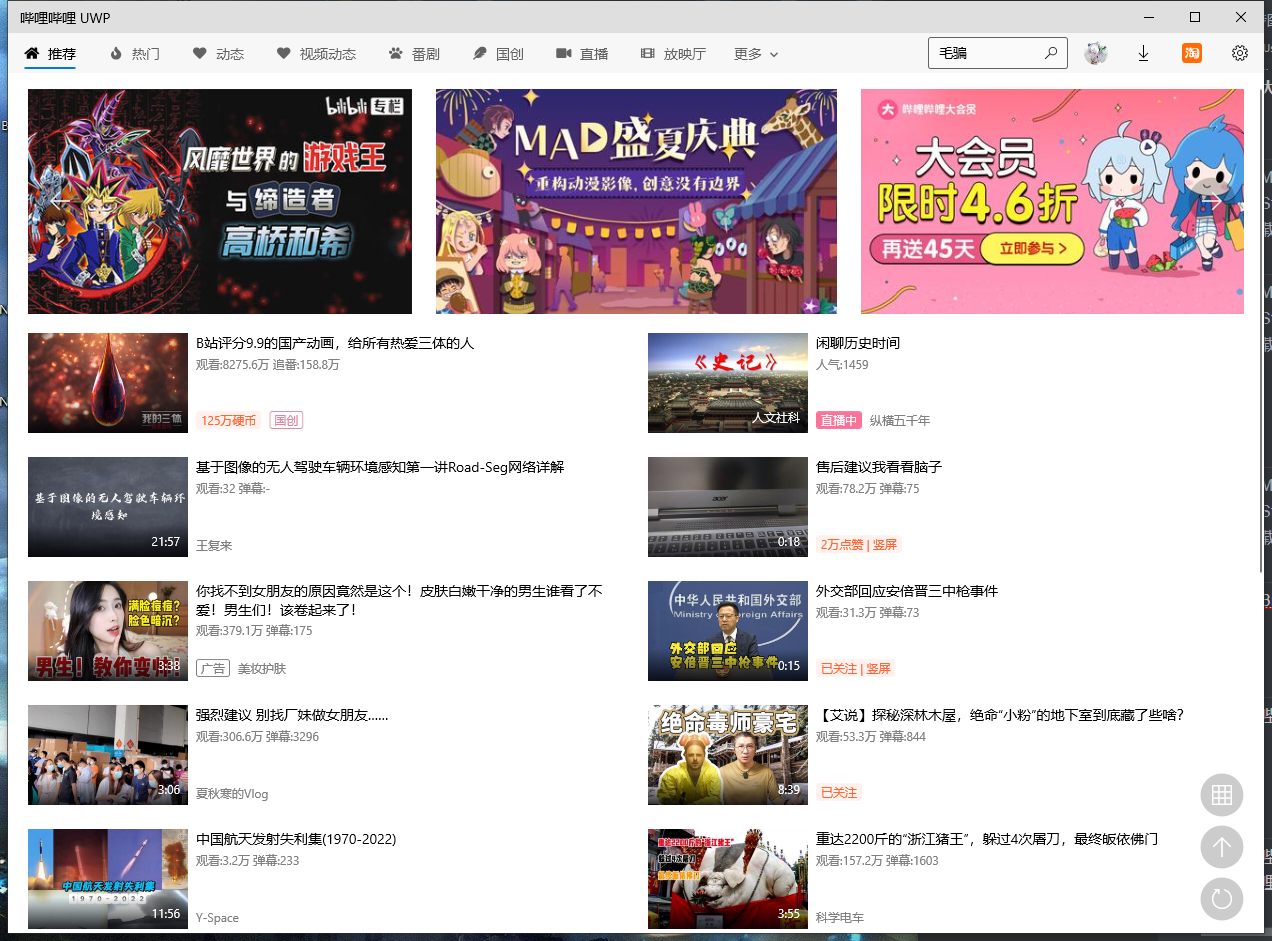 哔哩哔哩 UWP
推荐
热门
动态
视频动态
番剧
国创
直播
放映厅
更多
毛骗
淘
bilibili 专栏
风靡世界的 游戏王
与 缔造者
高桥和希
MAD盛夏庆典
重构动漫影像，创意没有边界
大 哔哩哔哩大会员
大会员
限时4.6折
再送45天 立即参与 >
我的三体
B站评分9.9的国产动画，给所有热爱三体的人
观看:8275.6万 追番:158.8万
125万硬币 国创
《史记》
人文社科
闲聊历史时间
人气:1459
直播中 纵横五千年
基于图像的无人驾驶车辆环
境感知
21:57
基于图像的无人驾驶车辆环境感知第一讲Road-Seg网络详解
观看:32 弹幕:-
王复来
acer
0:18
售后建议我看看脑子
观看:78.2万 弹幕:75
2万点赞 | 竖屏
满脸痘痘？
脸色暗沉？
男生！教你变帅！
3:38
你找不到女朋友的原因竟然是这个！皮肤白嫩干净的男生谁看了不
爱！男生们！该卷起来了！
观看:379.1万 弹幕:175
广告 美妆护肤
中华人民共和国外交部
Ministry Foreign Affairs
外交部回应
安倍晋三中枪事件
0:15
外交部回应安倍晋三中枪事件
观看:31.3万 弹幕:73
已关注 | 竖屏
3:06
强烈建议 别找厂妹做女朋友......
观看:306.6万 弹幕:3296
夏秋寒的Vlog
绝命毒师豪宅
8:39
【艾说】探秘深林木屋，绝命“小粉”的地下室到底藏了些啥？
观看:53.3万 弹幕:844
已关注
中国航天发射失利集
1970-2022
11:56
中国航天发射失利集(1970-2022)
观看:3.2万 弹幕:233
Y-Space
重达2200斤的“浙江猪王”
躲过4次屠刀
最终皈依佛门
3:55
重达2200斤的“浙江猪王”，躲过4次屠刀，最终皈依佛门
观看:157.2万 弹幕:1603
科学电车